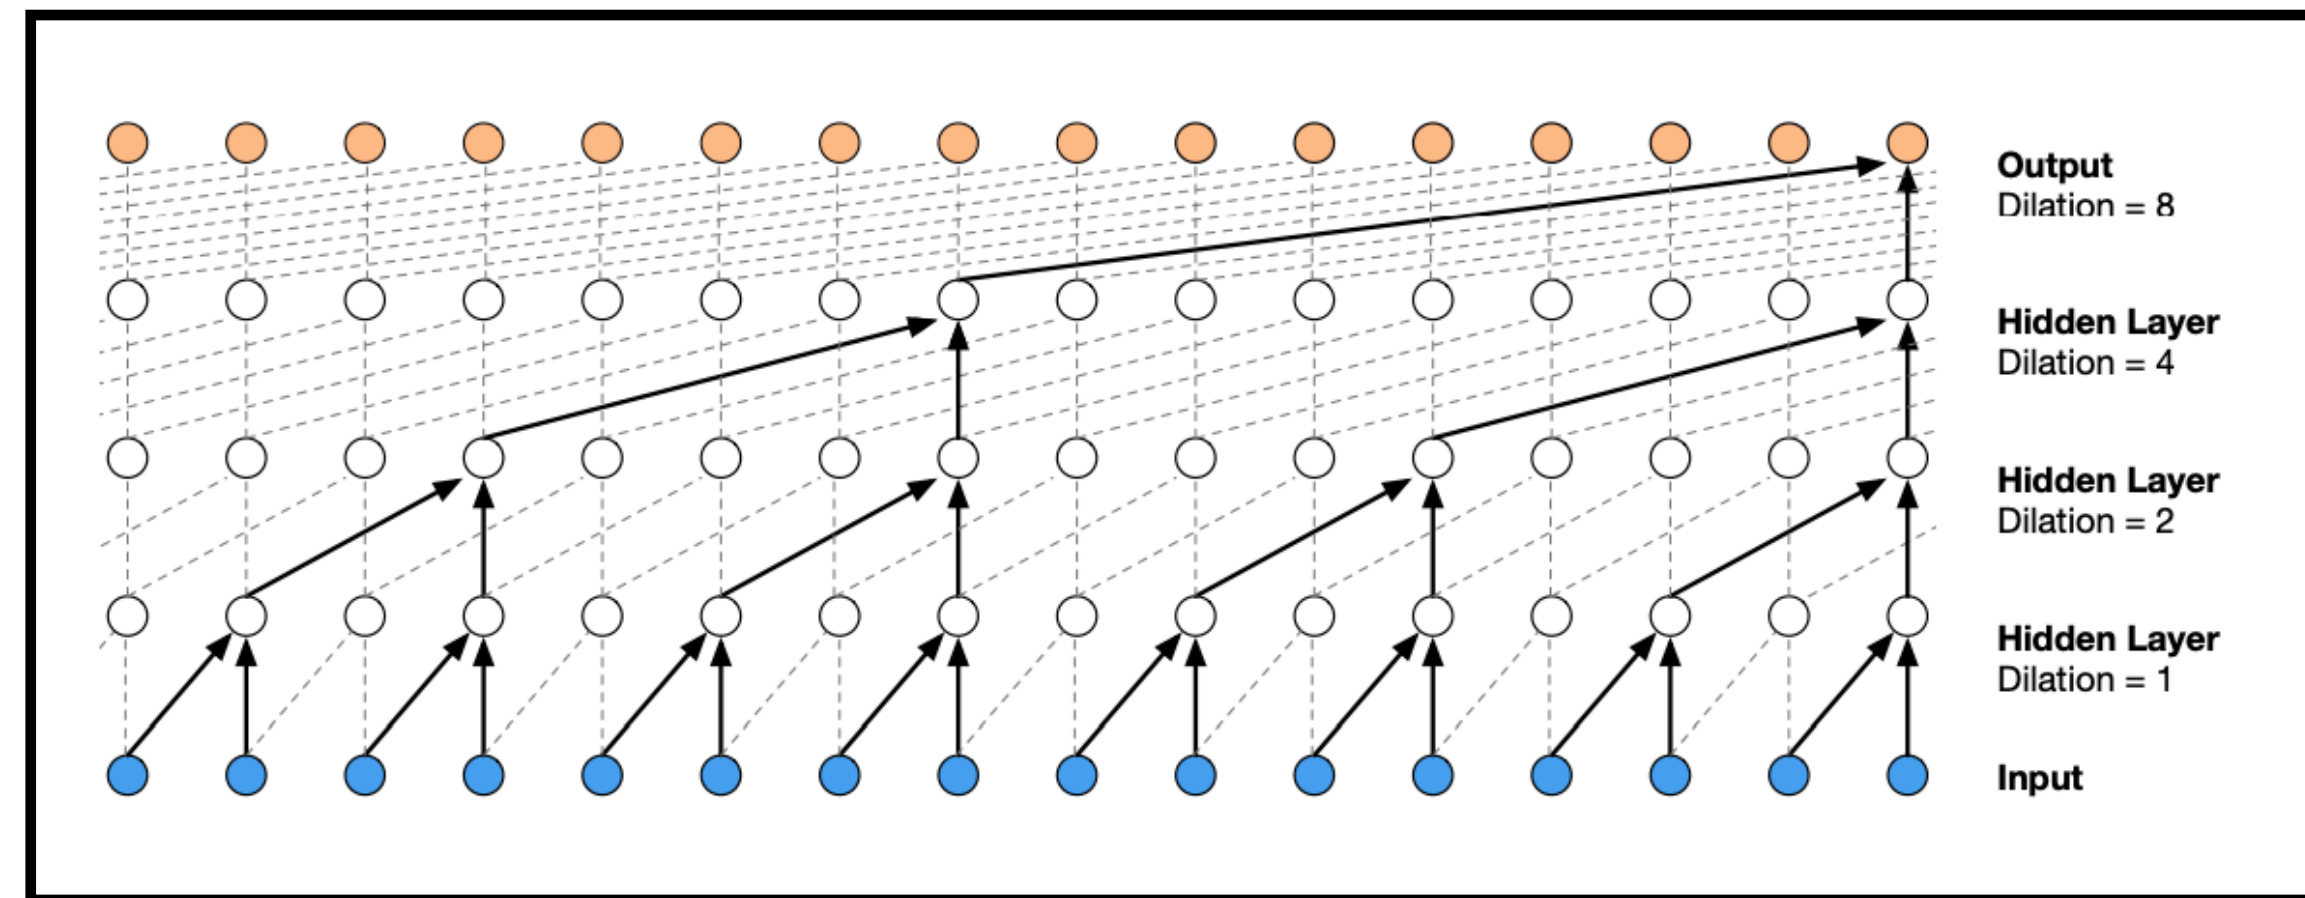 Output
Dilation = 8
Hidden Layer
Dilation = 4
Hidden Layer
Dilation = 2
Hidden Layer
Dilation = 1
Input